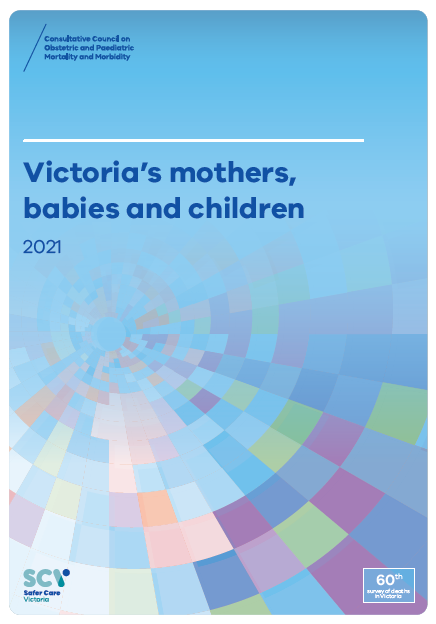 Consultative Council on
Obstetric and Paediatric
Mortality and Morbidity
Victoria's mothers,
babies and children
2021
SCV
Safer Care
Victoria
60th
survey of deaths
in Victoria